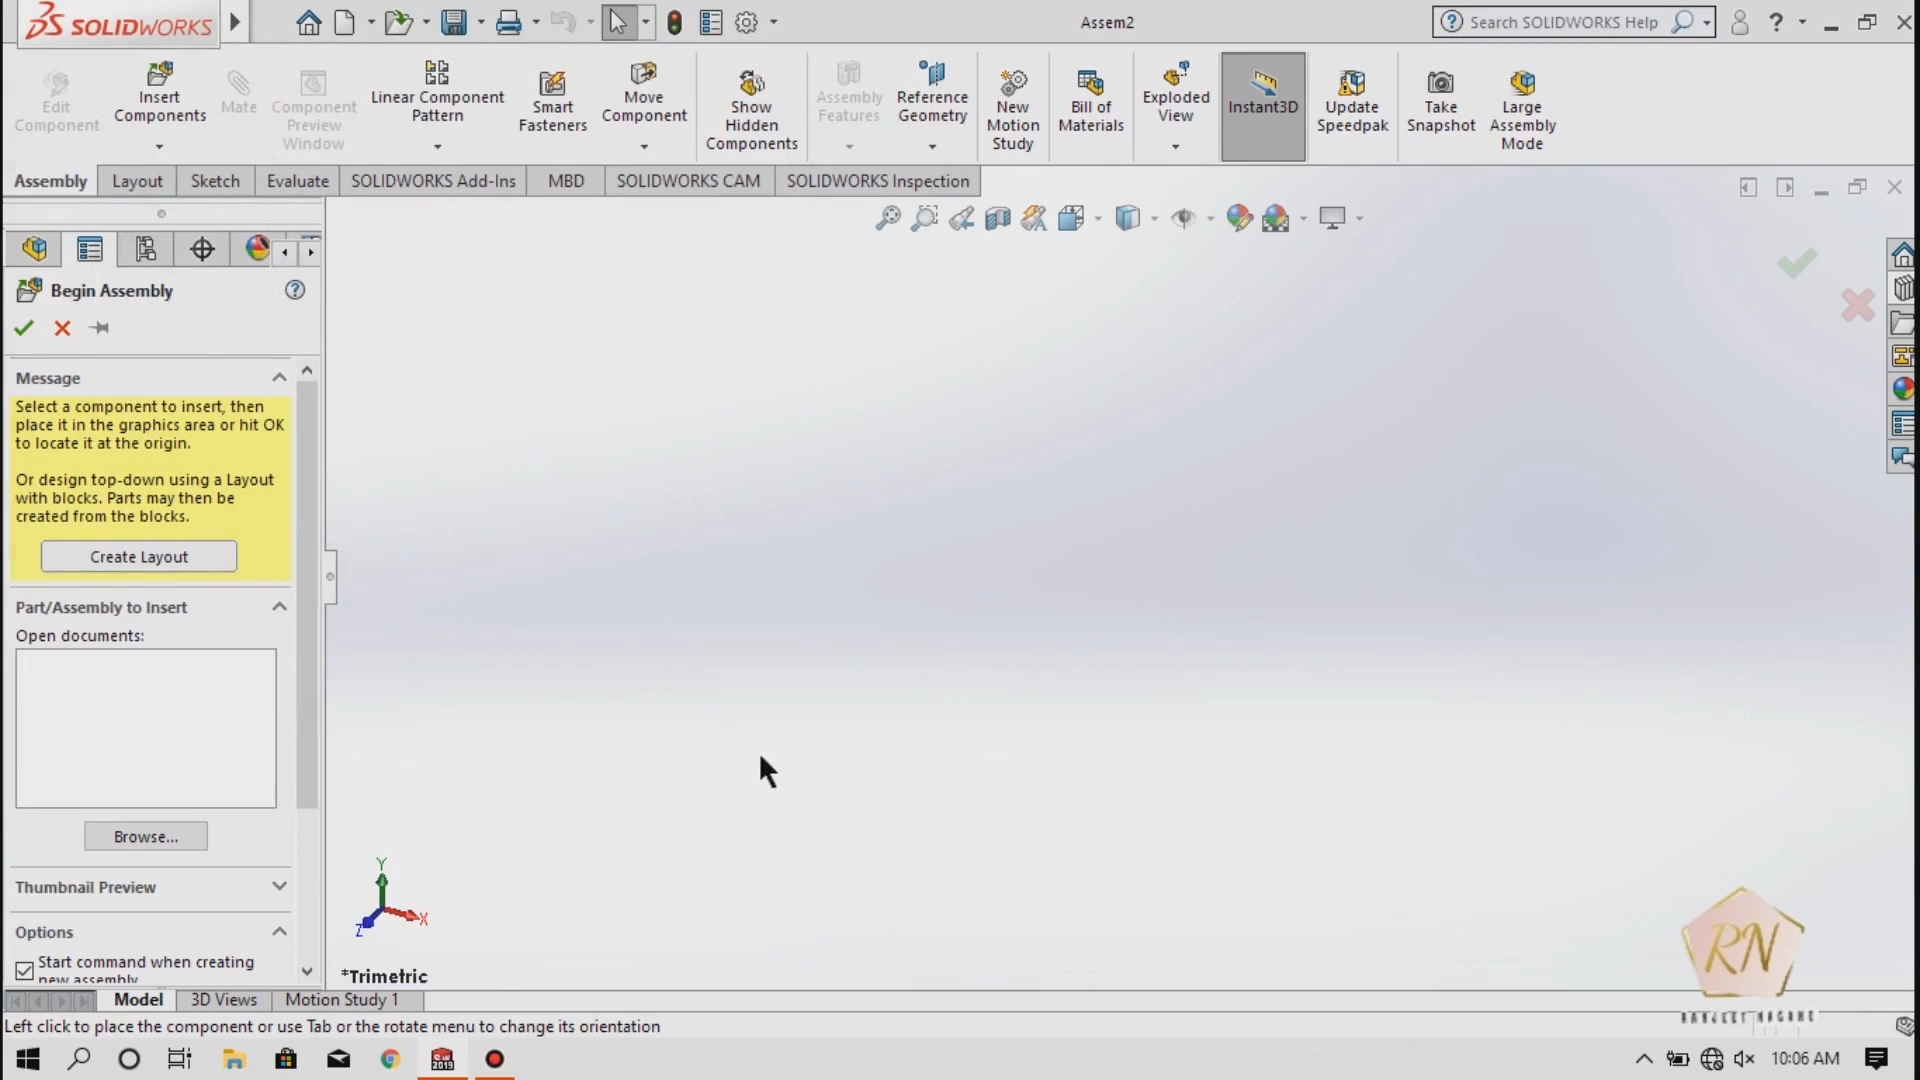 SOLIDWORKS
Assem2
Search SOLIDWORKS Help
?
Edit
Component
Insert
Components
Mate
Component
Preview
Window
Linear Component
Pattern
Smart
Fasteners
Move
Component
Show
Hidden
Components
Assembly
Features
Reference
Geometry
New
Motion
Study
Bill of
Materials
Exploded
View
Instant3D
Update
Speedpak
Take
Snapshot
Large
Assembly
Mode
Assembly
Layout
Sketch
Evaluate
SOLIDWORKS Add-Ins
MBD
SOLIDWORKS CAM
SOLIDWORKS Inspection
Begin Assembly
?
Message
Select a component to insert, then
place it in the graphics area or hit OK
to locate it at the origin.
Or design top-down using a Layout
with blocks. Parts may then be
created from the blocks.
Create Layout
Part/Assembly to Insert
Open documents:
Browse...
Thumbnail Preview
Options
Start command when creating
new assembly
Y
X
Z
*Trimetric
RN
Model
3D Views
Motion Study 1
Left click to place the component or use Tab or the rotate menu to change its orientation
SW
2019
10:06 AM